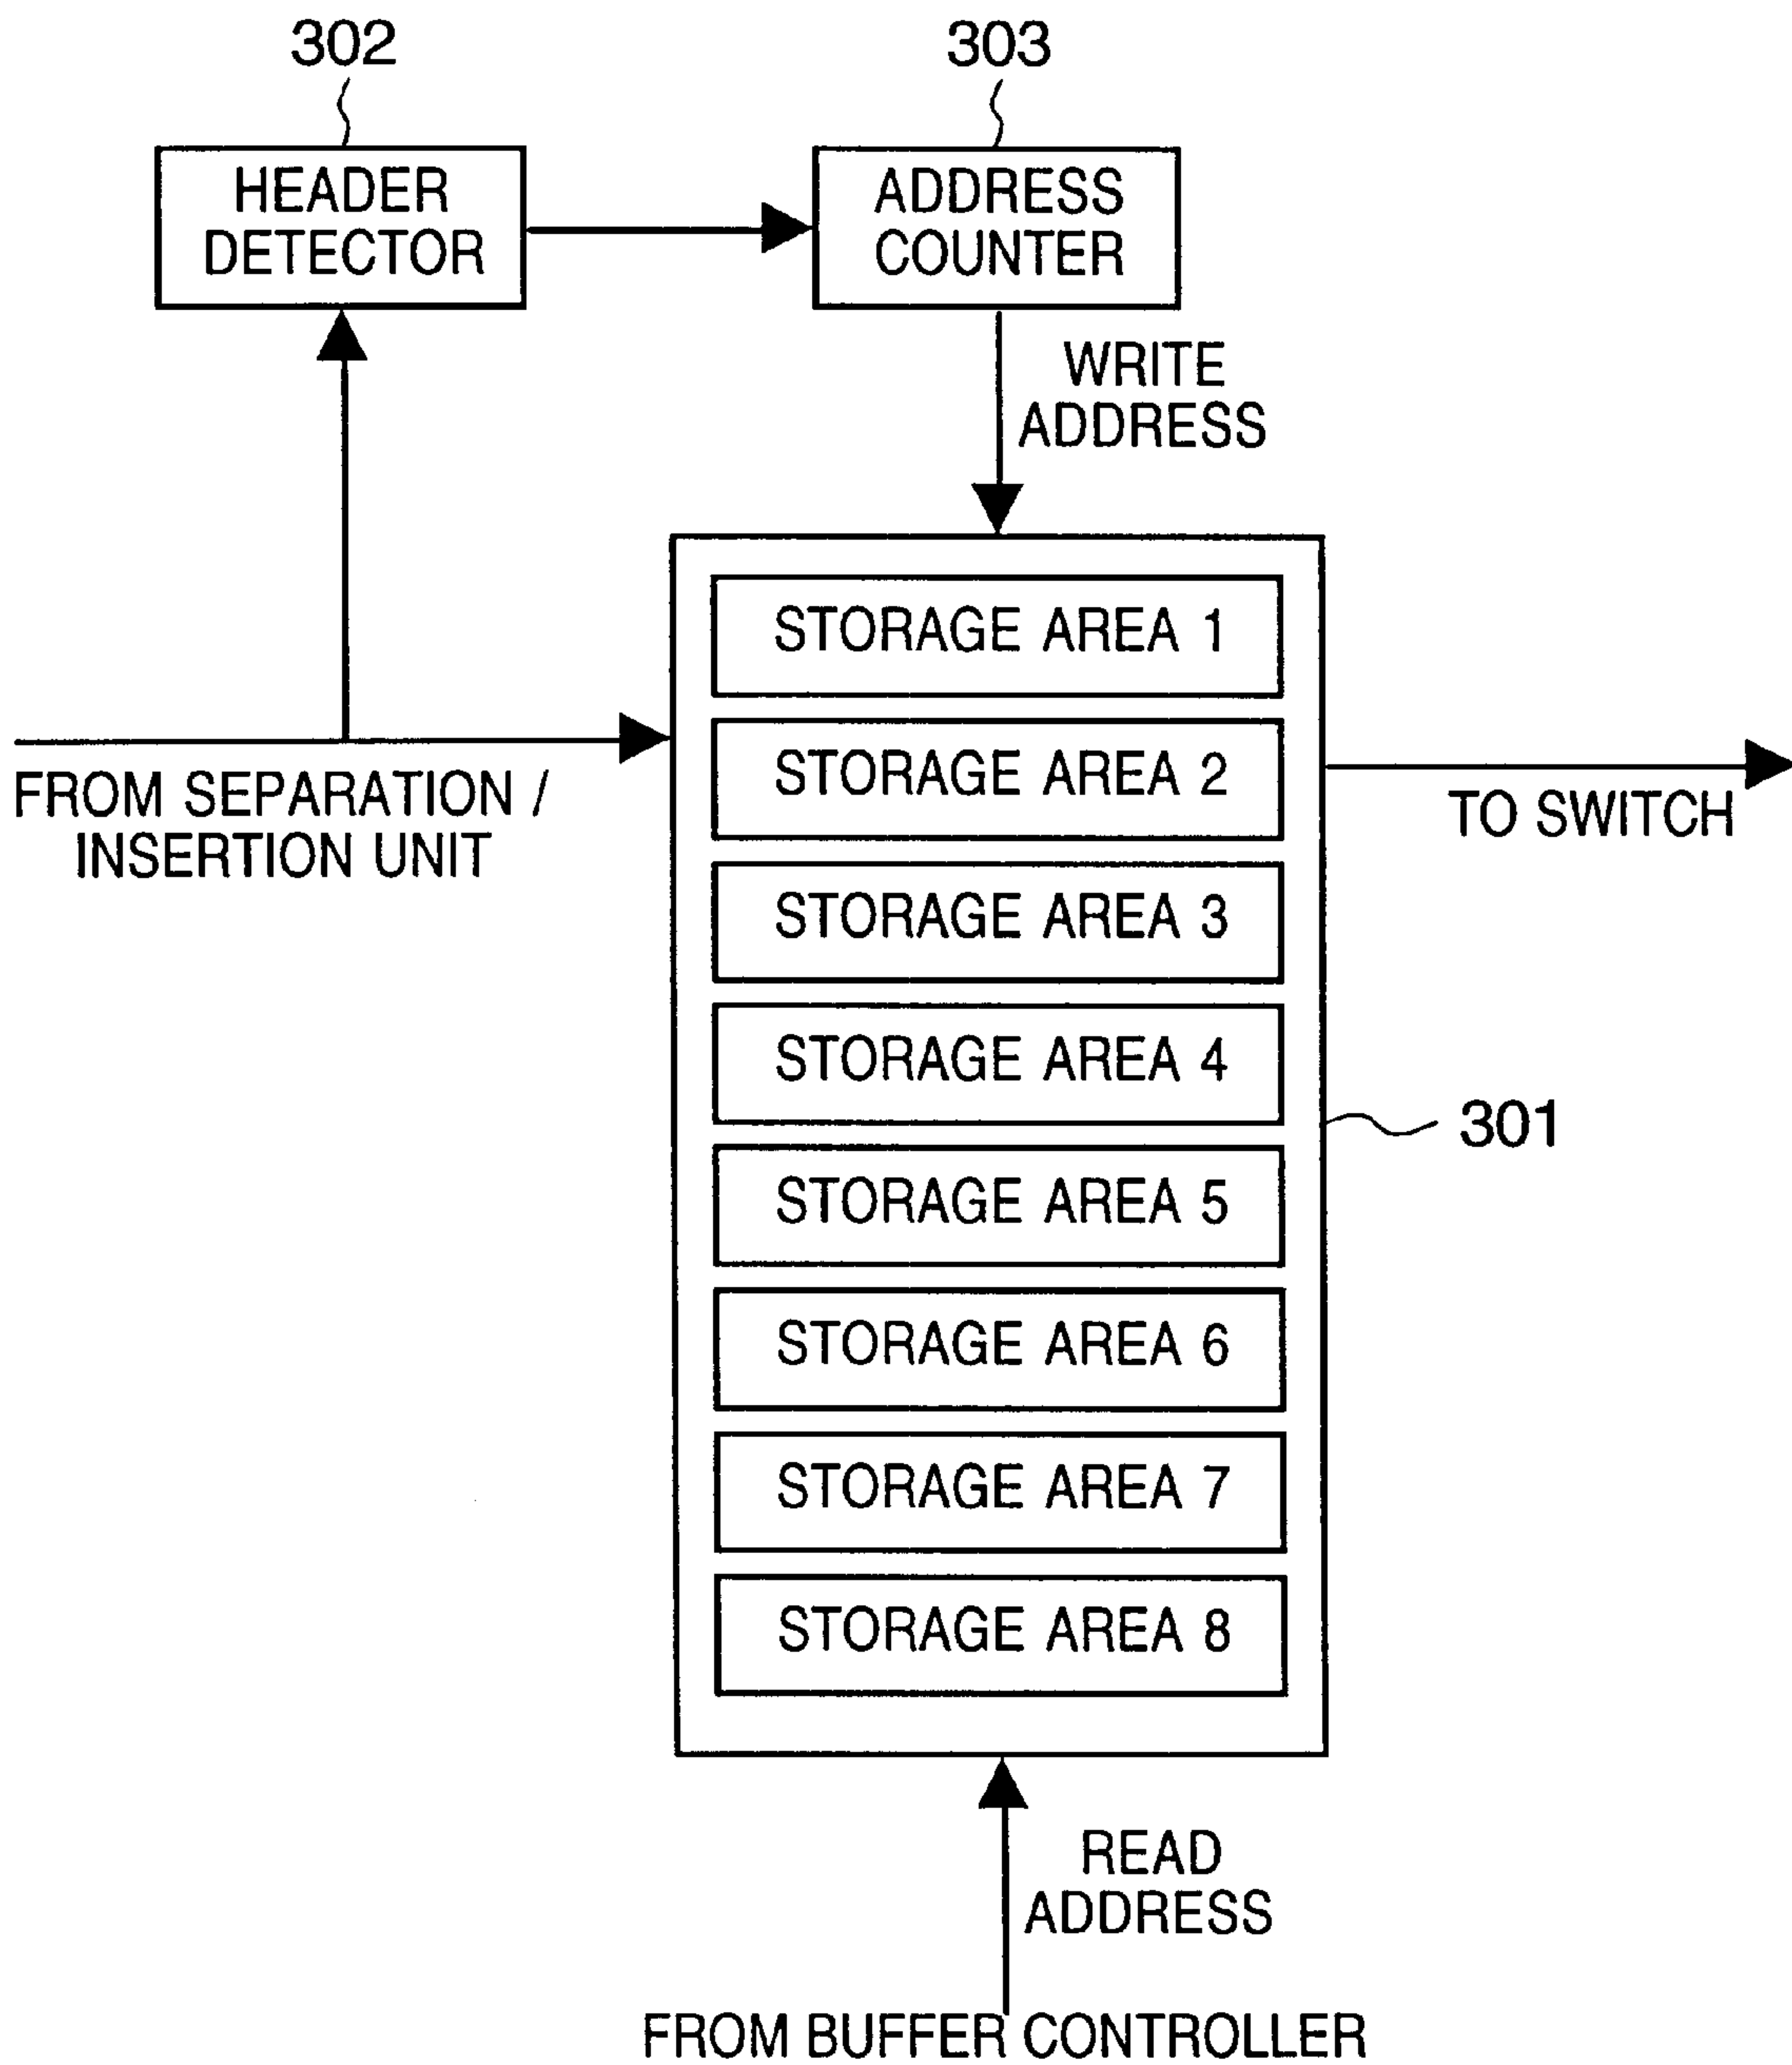 302
303
HEADER
DETECTOR
ADDRESS
COUNTER
WRITE
ADDRESS
FROM SEPARATION /
INSERTION UNIT
STORAGE AREA 1
STORAGE AREA 2
STORAGE AREA 3
STORAGE AREA 4
STORAGE AREA 5
STORAGE AREA 6
STORAGE AREA 7
STORAGE AREA 8
TO SWITCH
301
READ
ADDRESS
FROM BUFFER CONTROLLER